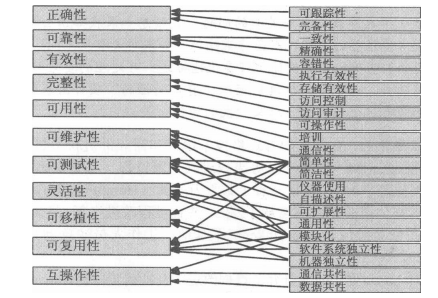 正确性
可靠性
有效性
完整性
可用性
可维护性
可测试性
灵活性
可移植性
可复用性
互操作性
可跟踪性
完备性
一致性
精确性
容错性
执行有效性
存储有效性
访问控制
访问审计
可操作性
培训
通信性
简单性
简洁性
仪器使用
自描述性
可扩展性
通用性
模块化
软件系统独立性
机器独立性
通信共性
数据共性